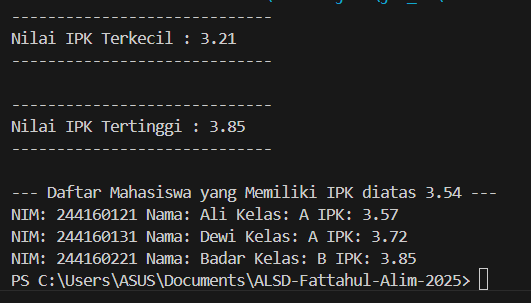 ----------------------------
Nilai IPK Terkecil : 3.21
----------------------------
----------------------------
Nilai IPK Tertinggi : 3.85
----------------------------
--- Daftar Mahasiswa yang Memiliki IPK diatas 3.54 ---
NIM: 244160121 Nama: Ali Kelas: A IPK: 3.57
NIM: 244160131 Nama: Dewi Kelas: A IPK: 3.72
NIM: 244160221 Nama: Badar Kelas: B IPK: 3.85
PS C:\Users\ASUS\Documents\ALSD-Fattahul-Alim-2025>